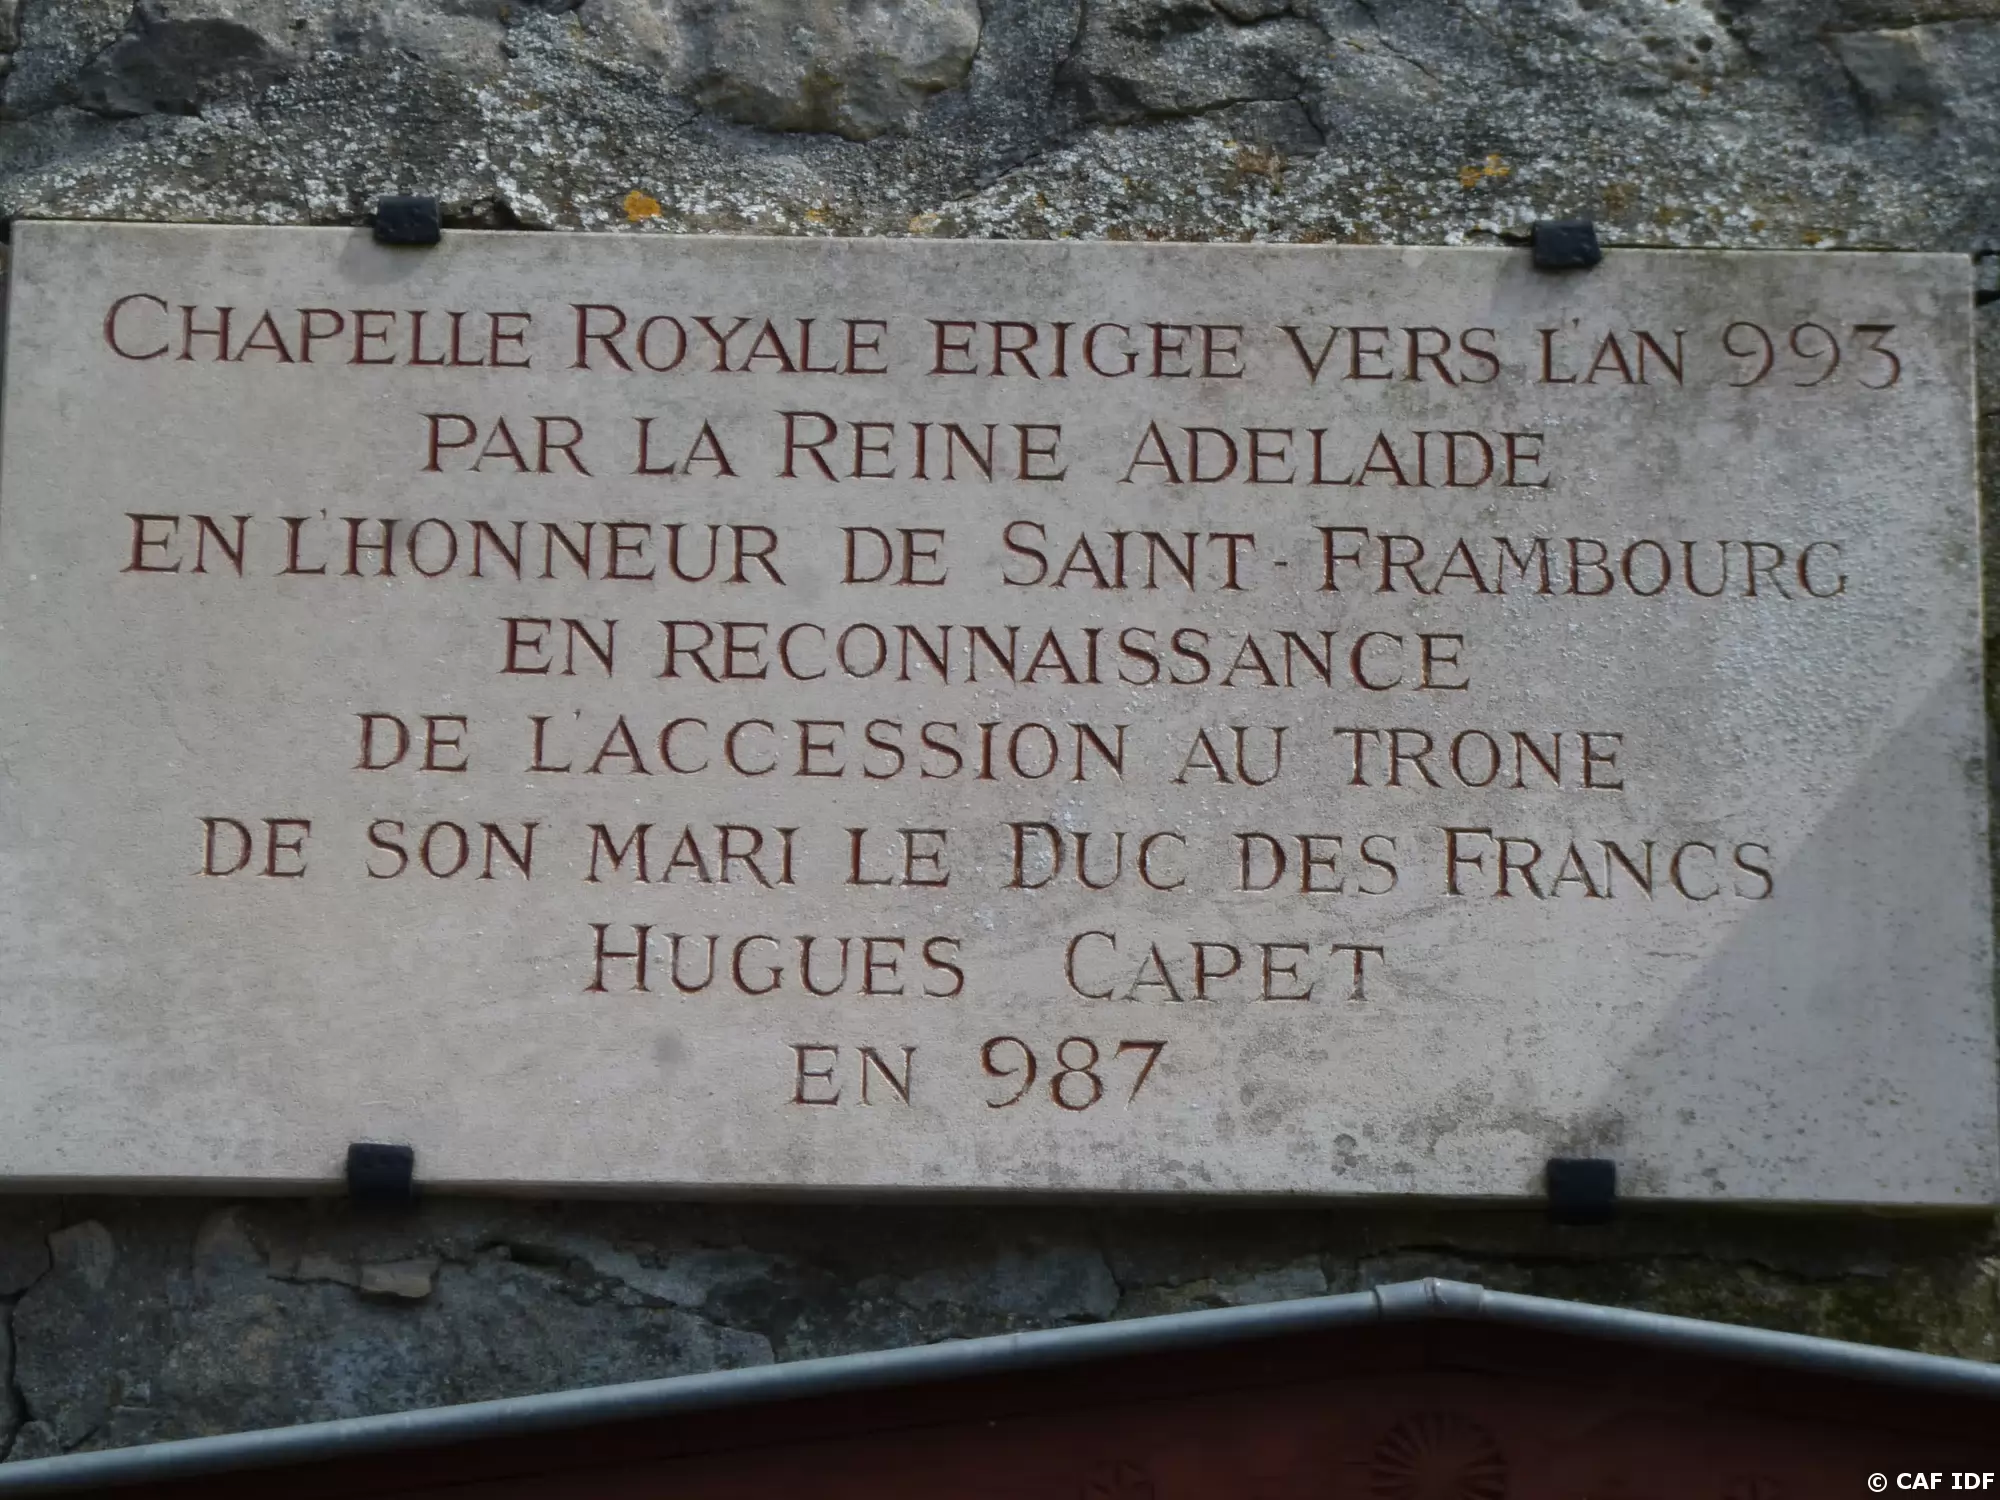 CHAPELLE ROYALE ERIGEE VERS L'AN 993
PAR LA REINE ADELAIDE
EN L'HONNEUR DE SAINT-FRAMBOURG
EN RECONNAISSANCE
DE L'ACCESSION AU TRONE
DE SON MARI LE DUC DES FRANCS
HUGUES CAPET
EN 987
© CAF IDF